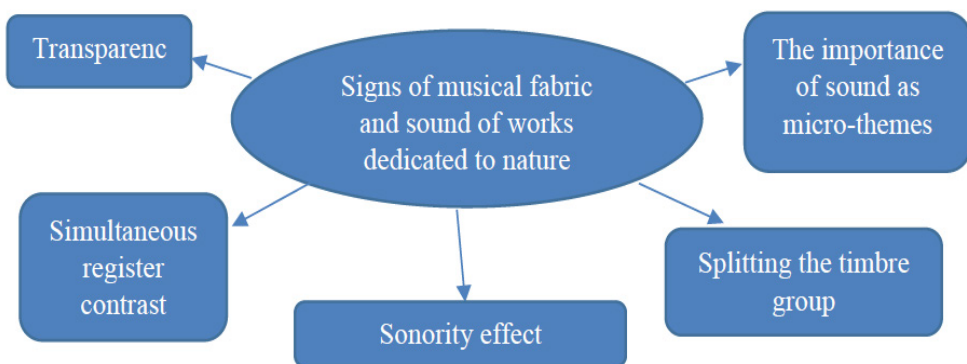 Transparenc
Signs of musical fabric
and sound of works
dedicated to nature
The importance
of sound as
micro-themes
Simultaneous
register
contrast
Sonority effect
Splitting the timbre
group